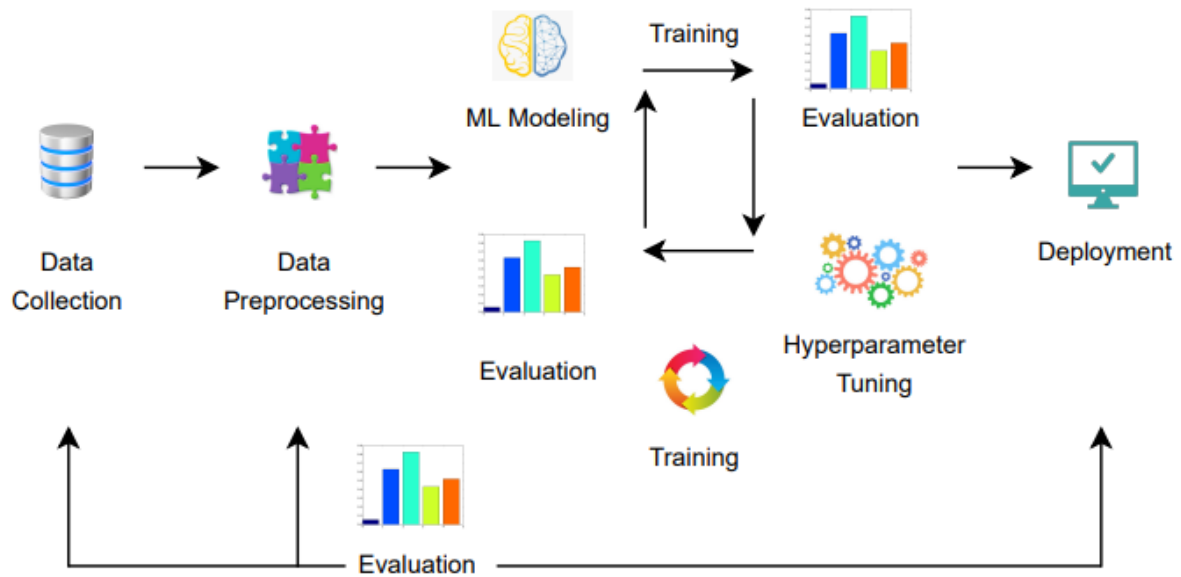 Training
ML Modeling
Evaluation
Data
Collection
Data
Preprocessing
Deployment
Evaluation
Hyperparameter
Tuning
Training
Evaluation